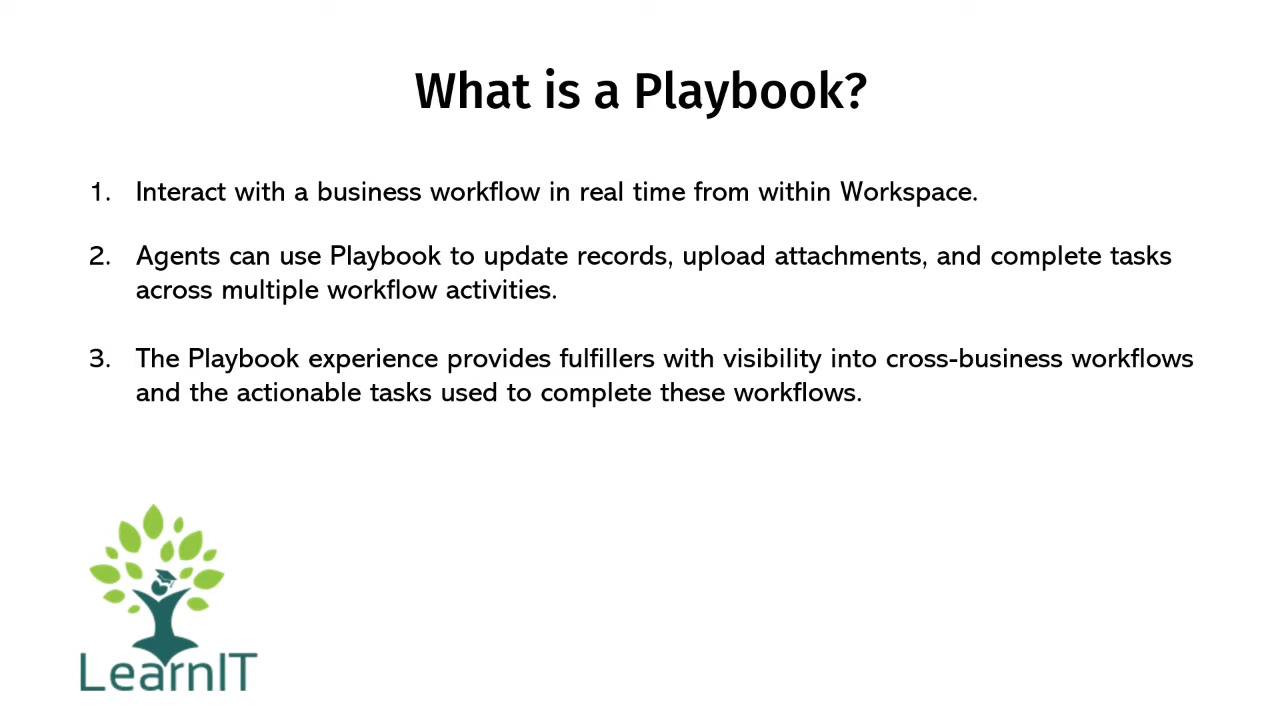 What is a Playbook?
1. Interact with a business workflow in real time from within Workspace.
2. Agents can use Playbook to update records, upload attachments, and complete tasks
across multiple workflow activities.
3. The Playbook experience provides fulfillers with visibility into cross-business workflows
and the actionable tasks used to complete these workflows.
LearnIT